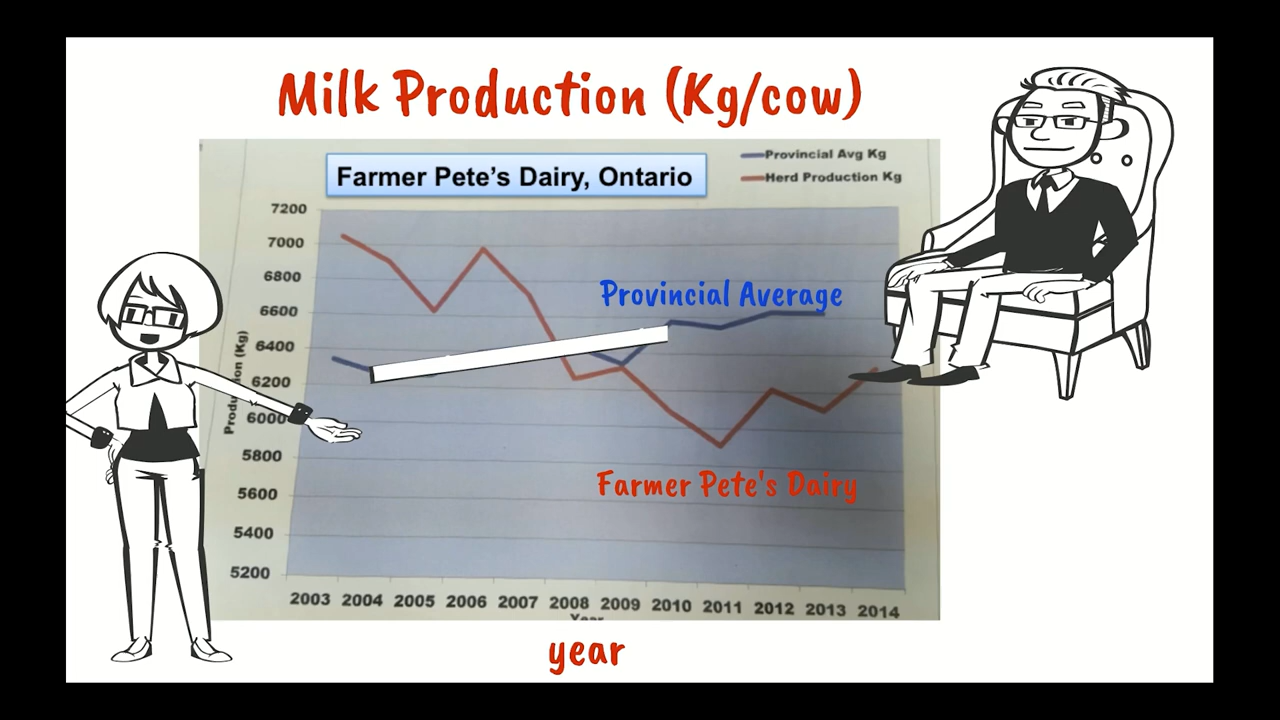 Milk Production (Kg/cow)
Farmer Pete's Dairy, Ontario
Provincial Avg Kg
Herd Production Kg
7200
7000
6800
6600
6400
6200
6000
5800
5600
5400
5200
Provincial Average
Farmer Pete's Dairy
2003 2004 2005 2006 2007 2008 2009 2010 2011 2012 2013 2014
Year
year